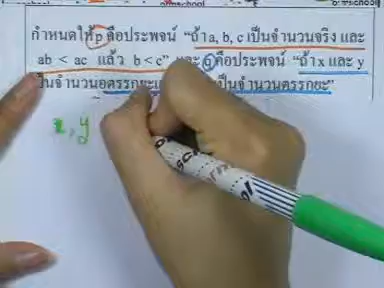 กำหนดให้ p คือประพจน์ “ถ้า a, b, c เป็นจำนวนจริง และ
ab < ac แล้ว b < c” และ q คือประพจน์ “ถ้า x และ y
เป็นจำนวนอตรรกยะ เป็นจำนวนตรรกยะ”
x, y